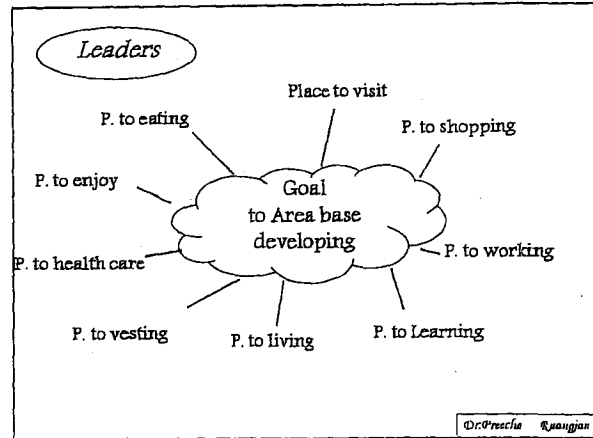 Leaders
Place to visit
P. to eating
P. to shopping
P. to enjoy
Goal
to Area base
developing
P. to working
P. to health care
P. to vesting
P. to living
P. to Learning
Dr.Preecha Ruangjan